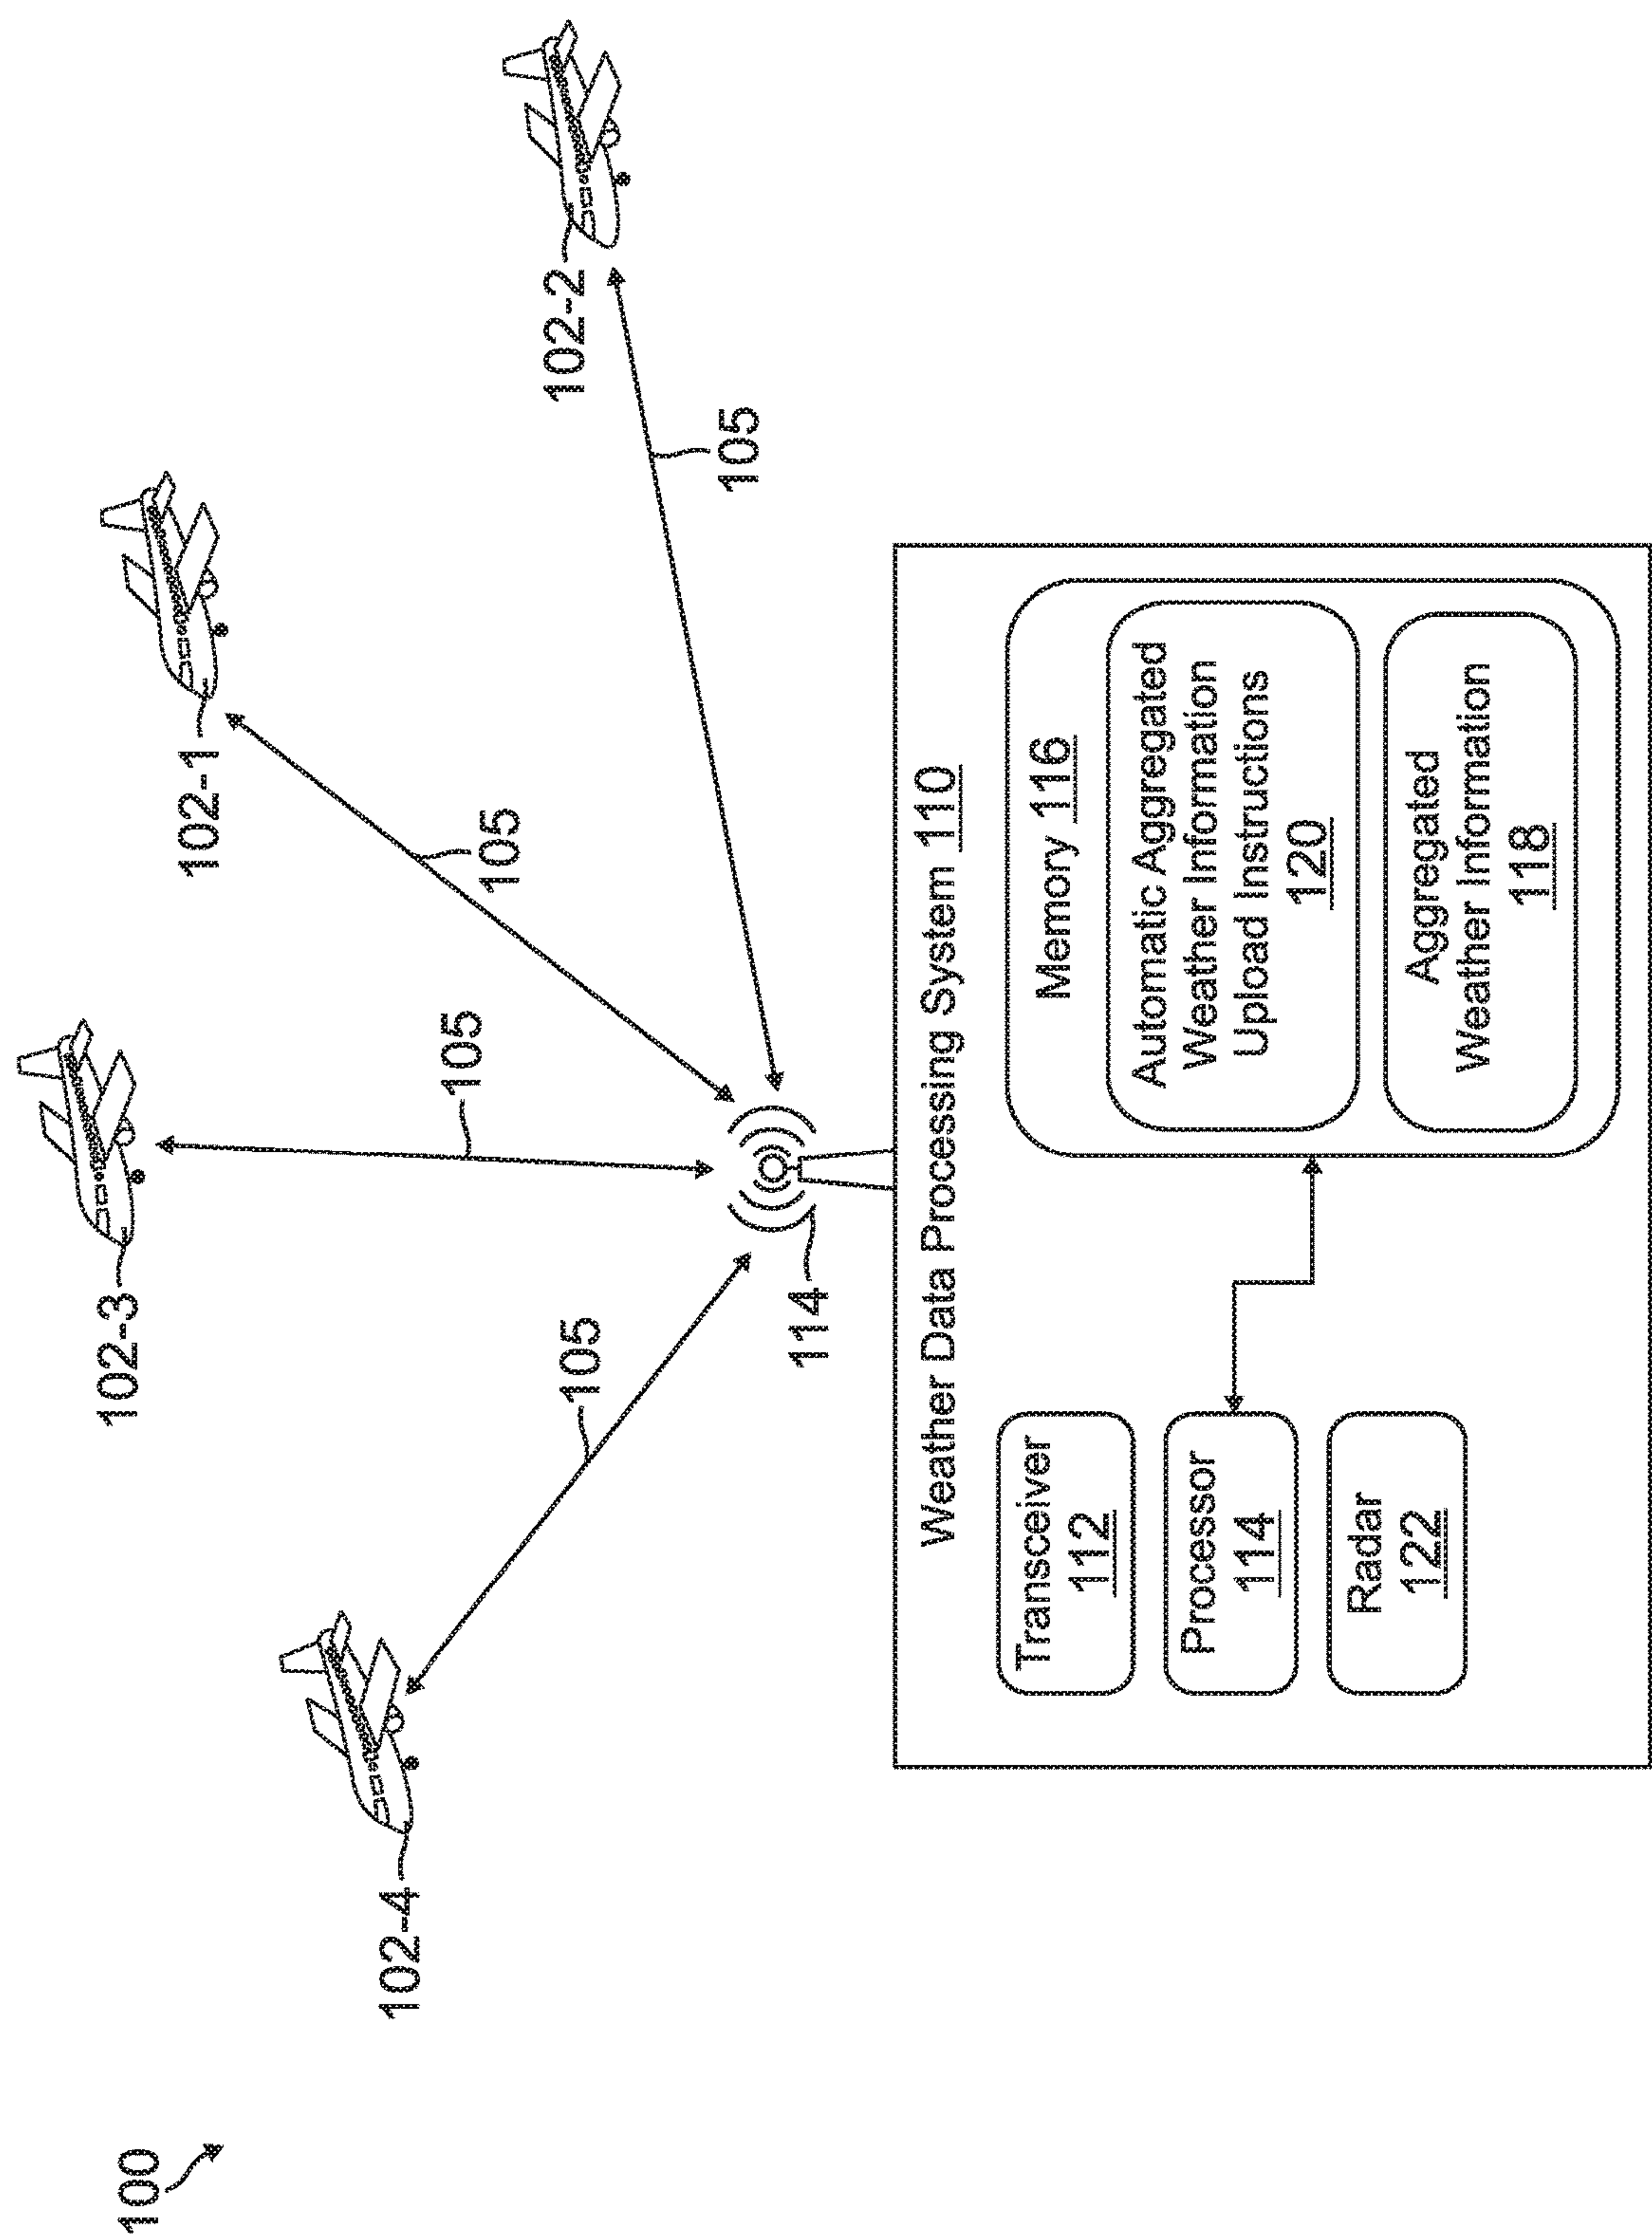 100
102-4
102-3
102-1
102-2
105
105
105
105
114
Weather Data Processing System 110
Transceiver
112
Processor
114
Radar
122
Memory 116
Automatic Aggregated
Weather Information
Upload Instructions
120
Aggregated
Weather Information
118